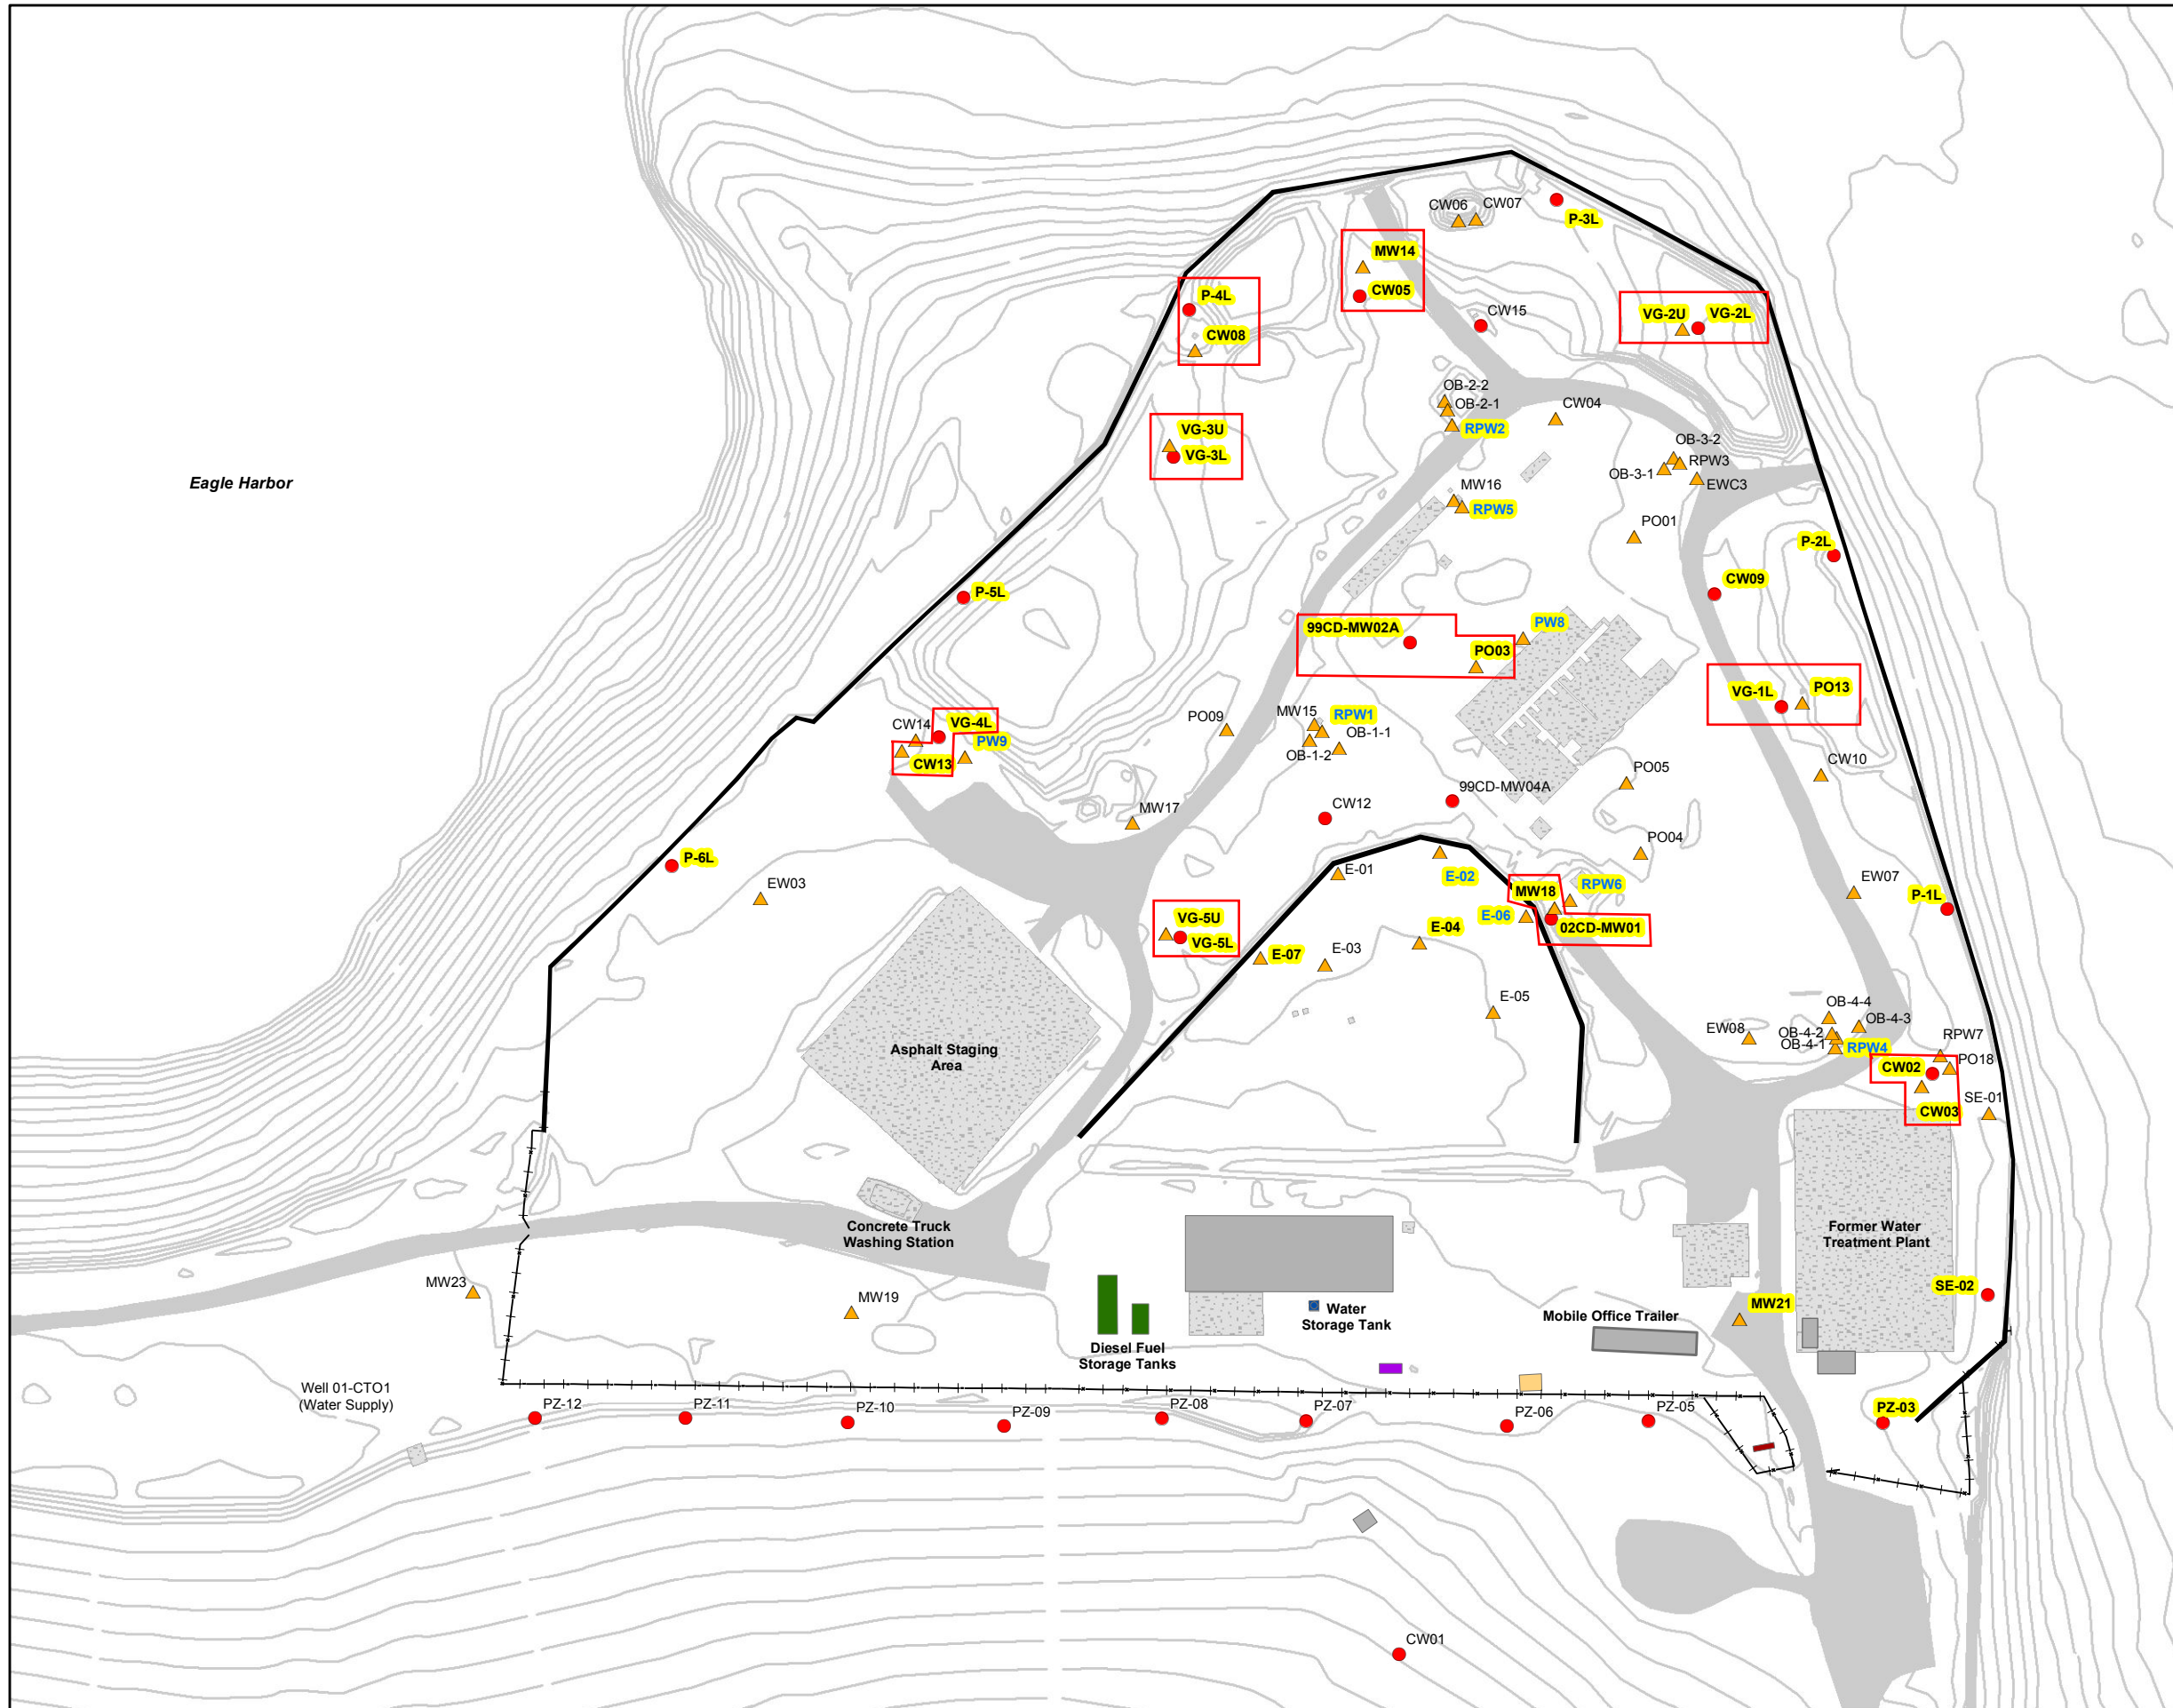 CW06
CW07
P-3L
MW14
CW05
P-4L
CW08
CW15
VG-2U
VG-2L
OB-2-2
OB-2-1
RPW2
CW04
VG-3U
VG-3L
OB-3-2
RPW3
OB-3-1
EWC3
Eagle Harbor
MW16
RPW5
PO01
P-2L
CW09
P-5L
99CD-MW02A
PW8
PO03
VG-1L
PO13
CW14
VG-4L
PW9
CW13
PO09
MW15
RPW1
OB-1-1
OB-1-2
CW10
PO05
99CD-MW04A
CW12
MW17
PO04
P-6L
EW03
E-01
E-02
MW18
RPW6
EW07
P-1L
VG-5U
VG-5L
E-06
02CD-MW01
E-04
E-07
E-03
E-05
OB-4-4
OB-4-3
OB-4-2
OB-4-1
RPW4
EW08
RPW7
CW02
PO18
CW03
SE-01
Asphalt Staging
Area
Concrete Truck
Washing Station
Former Water
Treatment Plant
MW23
MW19
SE-02
MW21
Water
Storage Tank
Mobile Office Trailer
Diesel Fuel
Storage Tanks
Well 01-CTO1
(Water Supply)
PZ-12
PZ-11
PZ-10
PZ-09
PZ-08
PZ-07
PZ-06
PZ-05
PZ-03
CW01